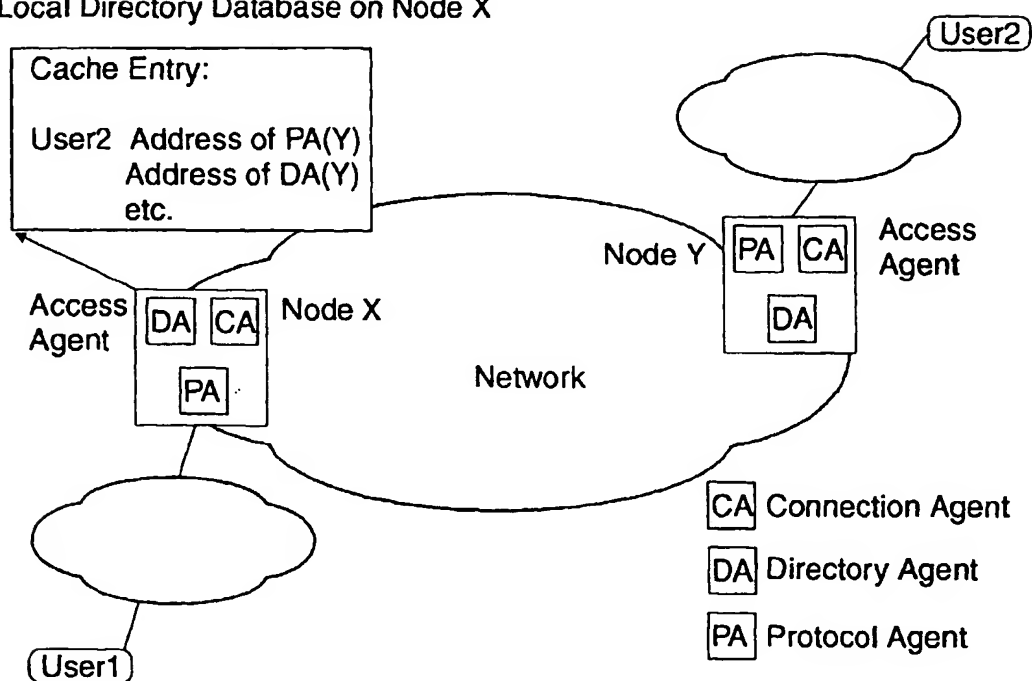 Local Directory Database on Node X
Cache Entry:
User2 Address of PA(Y)
Address of DA(Y)
etc.
User2
Access
Agent
DA CA
PA
Node X
Node Y
PA CA
DA
Access
Agent
Network
User1
CA Connection Agent
DA Directory Agent
PA Protocol Agent